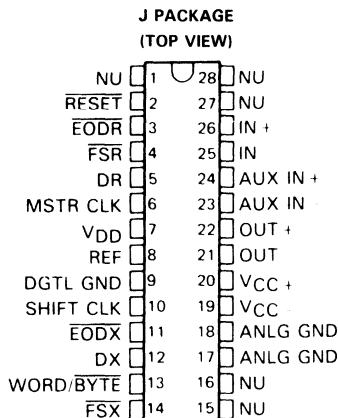 J PACKAGE
(TOP VIEW)
NU 1 28 NU
RESET 2 27 NU
EODR 3 26 IN +
FSR 4 25 IN
DR 5 24 AUX IN +
MSTR CLK 6 23 AUX IN
VDD 7 22 OUT +
REF 8 21 OUT
DGTL GND 9 20 VCC +
SHIFT CLK 10 19 VCC
EODX 11 18 ANLG GND
DX 12 17 ANLG GND
WORD/BYTE 13 16 NU
FSX 14 15 NU